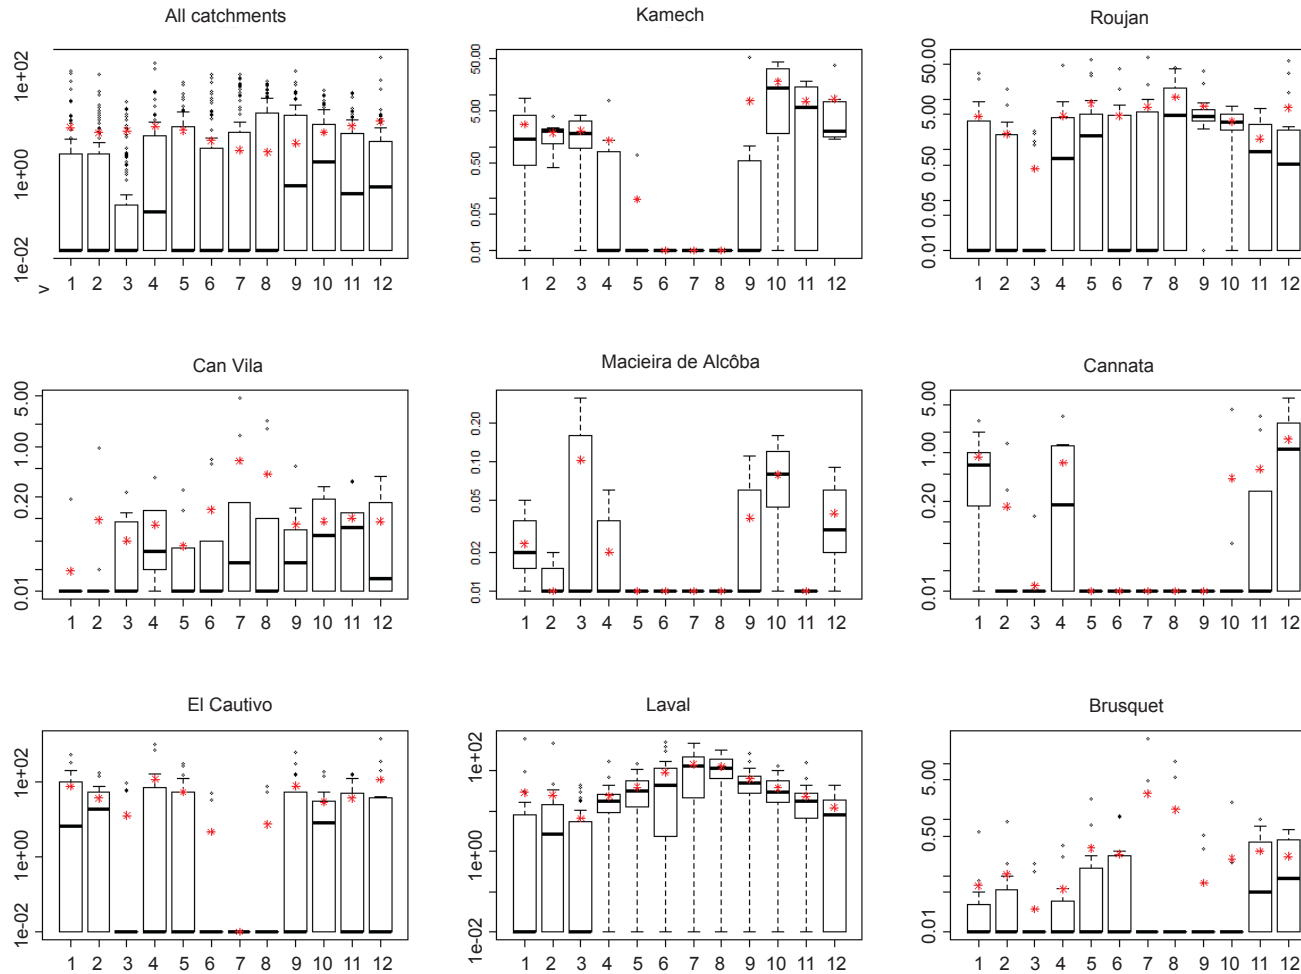 All catchments
Kamech
Roujan
1e+02
1e+00
1e-02
v
1 2 3 4 5 6 7 8 9 10 11 12
50.00
5.00
0.50
0.05
0.01
1 2 3 4 5 6 7 8 9 10 11 12
50.00
5.00
0.50
0.05
0.01
1 2 3 4 5 6 7 8 9 10 11 12
Can Vila
Macieira de Alcôba
Cannata
5.00
1.00
0.20
0.01
1 2 3 4 5 6 7 8 9 10 11 12
0.20
0.10
0.05
0.02
0.01
1 2 3 4 5 6 7 8 9 10 11 12
5.00
1.00
0.20
0.01
1 2 3 4 5 6 7 8 9 10 11 12
El Cautivo
Laval
Brusquet
1e+02
1e+00
1e-02
1 2 3 4 5 6 7 8 9 10 11 12
1e+02
1e+00
1e-02
1 2 3 4 5 6 7 8 9 10 11 12
5.00
0.50
0.01
1 2 3 4 5 6 7 8 9 10 11 12